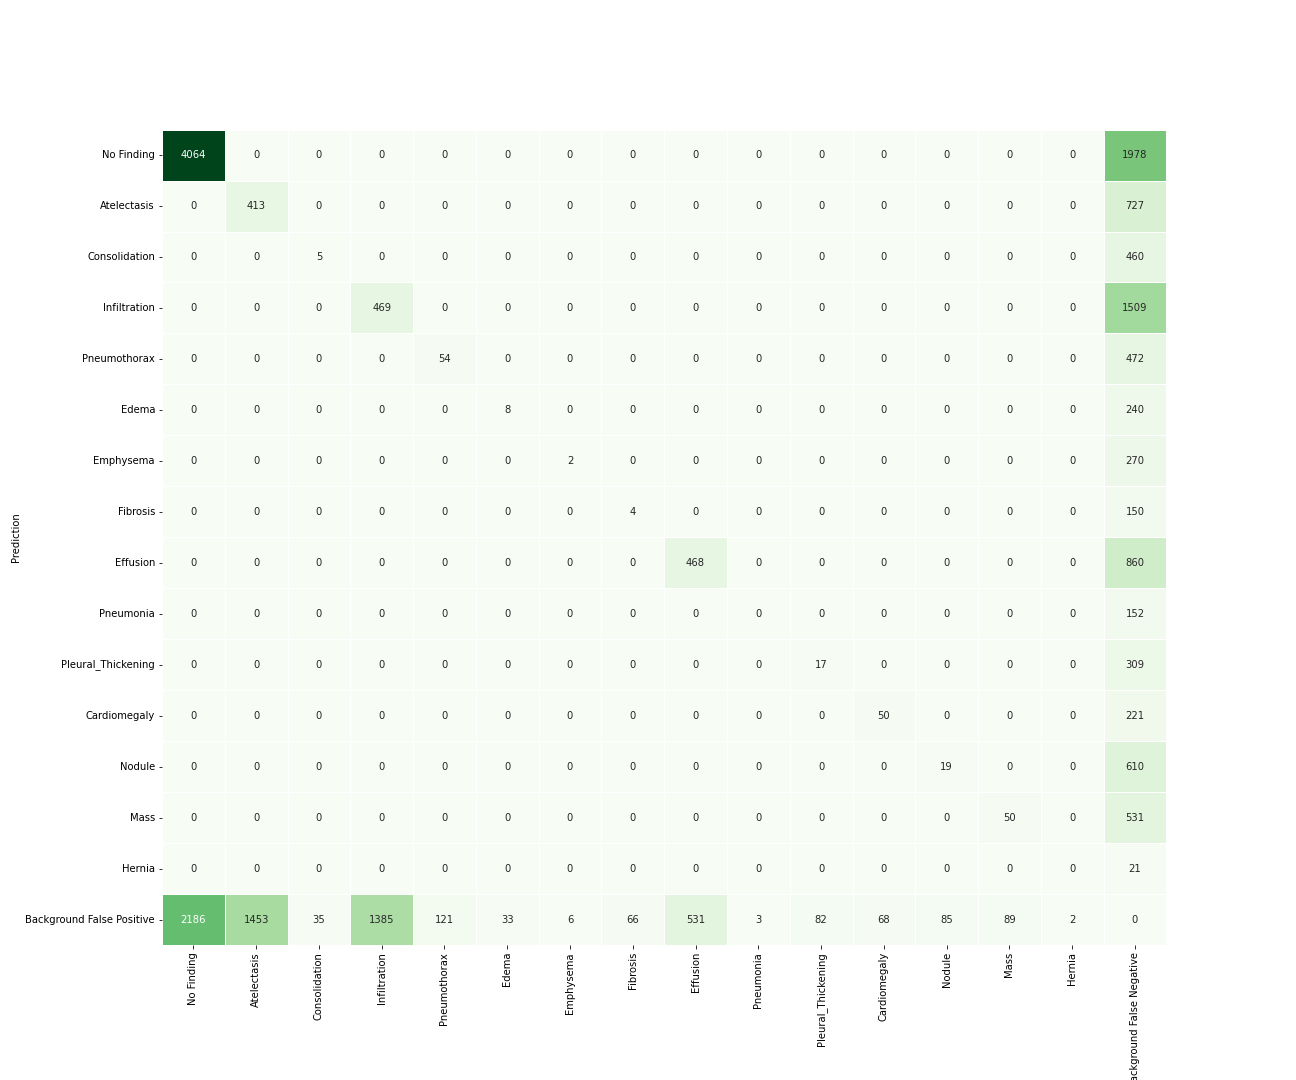 No Finding 4064 0 0 0 0 0 0 0 0 0 0 0 0 0 0 1978
Atelectasis 0 413 0 0 0 0 0 0 0 0 0 0 0 0 0 727
Consolidation 0 0 5 0 0 0 0 0 0 0 0 0 0 0 0 460
Infiltration 0 0 0 469 0 0 0 0 0 0 0 0 0 0 0 1509
Pneumothorax 0 0 0 0 54 0 0 0 0 0 0 0 0 0 0 472
Edema 0 0 0 0 0 8 0 0 0 0 0 0 0 0 0 240
Emphysema 0 0 0 0 0 0 2 0 0 0 0 0 0 0 0 270
Fibrosis 0 0 0 0 0 0 0 4 0 0 0 0 0 0 0 150
Prediction
Effusion 0 0 0 0 0 0 0 0 468 0 0 0 0 0 0 860
Pneumonia 0 0 0 0 0 0 0 0 0 0 0 0 0 0 0 152
Pleural_Thickening 0 0 0 0 0 0 0 0 0 0 17 0 0 0 0 309
Cardiomegaly 0 0 0 0 0 0 0 0 0 0 0 50 0 0 0 221
Nodule 0 0 0 0 0 0 0 0 0 0 0 0 19 0 0 610
Mass 0 0 0 0 0 0 0 0 0 0 0 0 0 50 0 531
Hernia 0 0 0 0 0 0 0 0 0 0 0 0 0 0 0 21
Background False Positive 2186 1453 35 1385 121 33 6 66 531 3 82 68 85 89 2 0
No Finding
Atelectasis
Consolidation
Infiltration
Pneumothorax
Edema
Emphysema
Fibrosis
Effusion
Pneumonia
Pleural_Thickening
Cardiomegaly
Nodule
Mass
Hernia
ackground False Negative